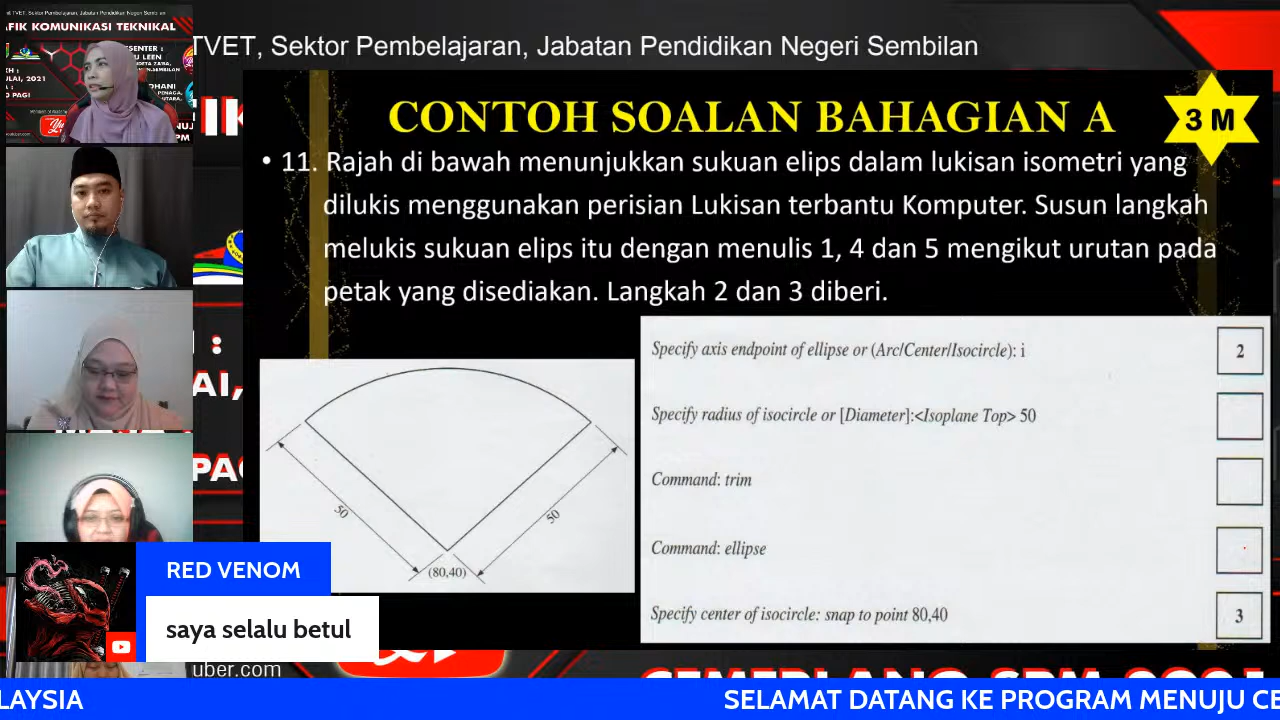 TVET, Sektor Pembelajaran, Jabatan Pendidikan Negeri Sembilan
CONTOH SOALAN BAHAGIAN A
3 M
• 11. Rajah di bawah menunjukkan sukuan elips dalam lukisan isometri yang
dilukis menggunakan perisian Lukisan terbantu Komputer. Susun langkah
melukis sukuan elips itu dengan menulis 1, 4 dan 5 mengikut urutan pada
petak yang disediakan. Langkah 2 dan 3 diberi.
50
50
(80,40)
Specify axis endpoint of ellipse or (Arc/Center/Isocircle): i
2
Specify radius of isocircle or [Diameter]:<Isoplane Top> 50
Command: trim
Command: ellipse
Specify center of isocircle: snap to point 80,40
3
RED VENOM
saya selalu betul
uber.com
LAYSIA
SELAMAT DATANG KE PROGRAM MENUJU CE